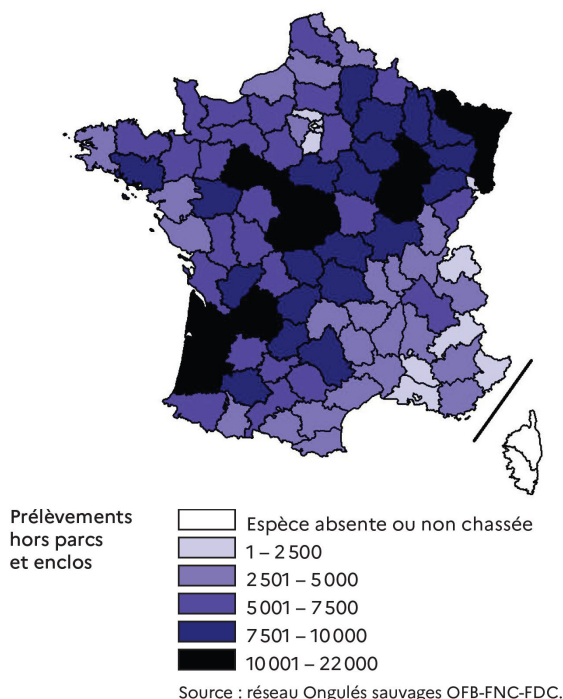 Prélèvements
hors parcs
et enclos
Espèce absente ou non chassée
1 – 2 500
2 501 – 5 000
5 001 – 7 500
7 501 – 10 000
10 001 – 22 000
Source : réseau Ongulés sauvages OFB-FNC-FDC.